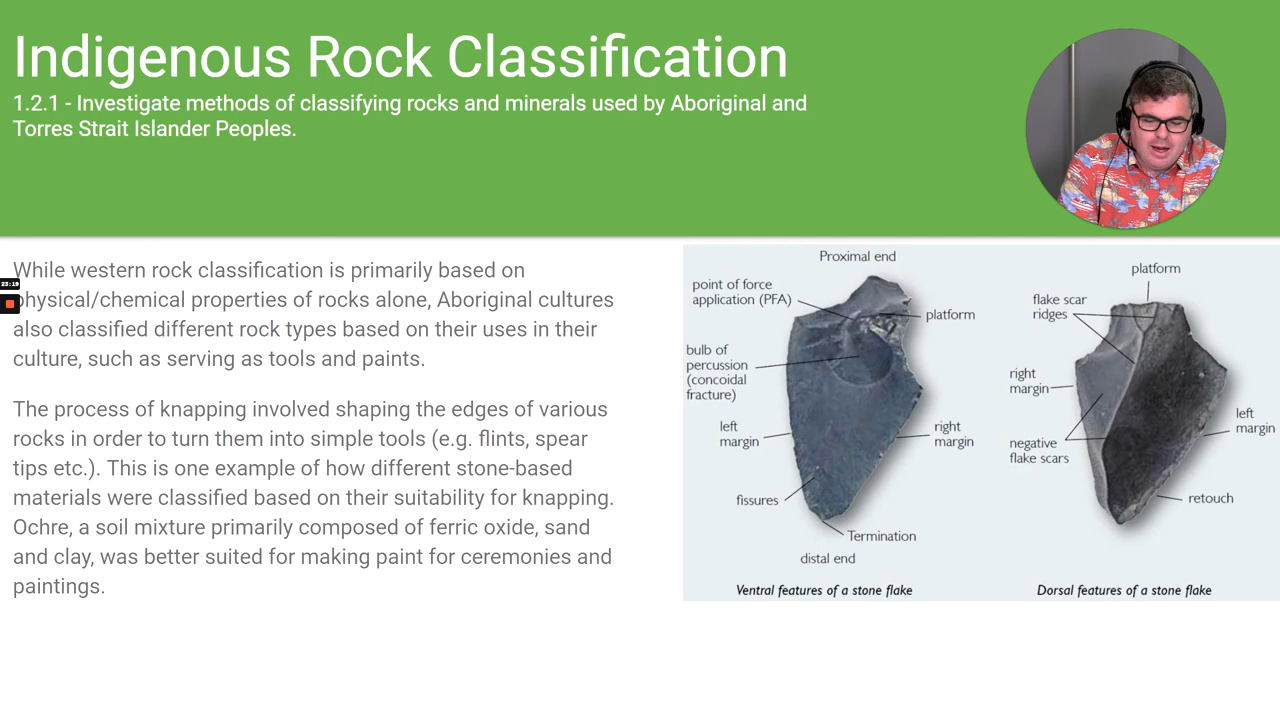 Indigenous Rock Classification
1.2.1 - Investigate methods of classifying rocks and minerals used by Aboriginal and
Torres Strait Islander Peoples.
While western rock classification is primarily based on
physical/chemical properties of rocks alone, Aboriginal cultures
also classified different rock types based on their uses in their
culture, such as serving as tools and paints.
The process of knapping involved shaping the edges of various
rocks in order to turn them into simple tools (e.g. flints, spear
tips etc.). This is one example of how different stone-based
materials were classified based on their suitability for knapping.
Ochre, a soil mixture primarily composed of ferric oxide, sand
and clay, was better suited for making paint for ceremonies and
paintings.
23:19
Proximal end
point of force
application (PFA)
platform
bulb of
percussion
(concoidal
fracture)
left
margin
right
margin
fissures
Termination
distal end
Ventral features of a stone flake
platform
flake scar
ridges
right
margin
left
margin
negative
flake scars
retouch
Dorsal features of a stone flake